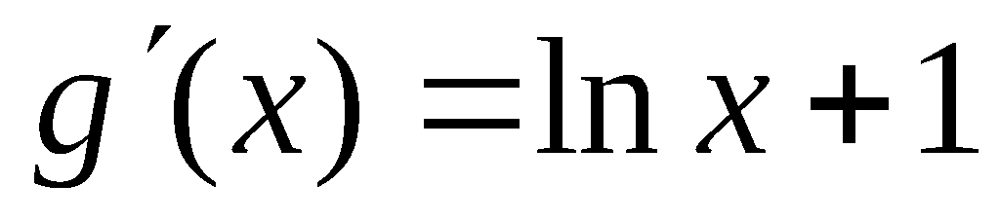 g′(x) = ln x + 1